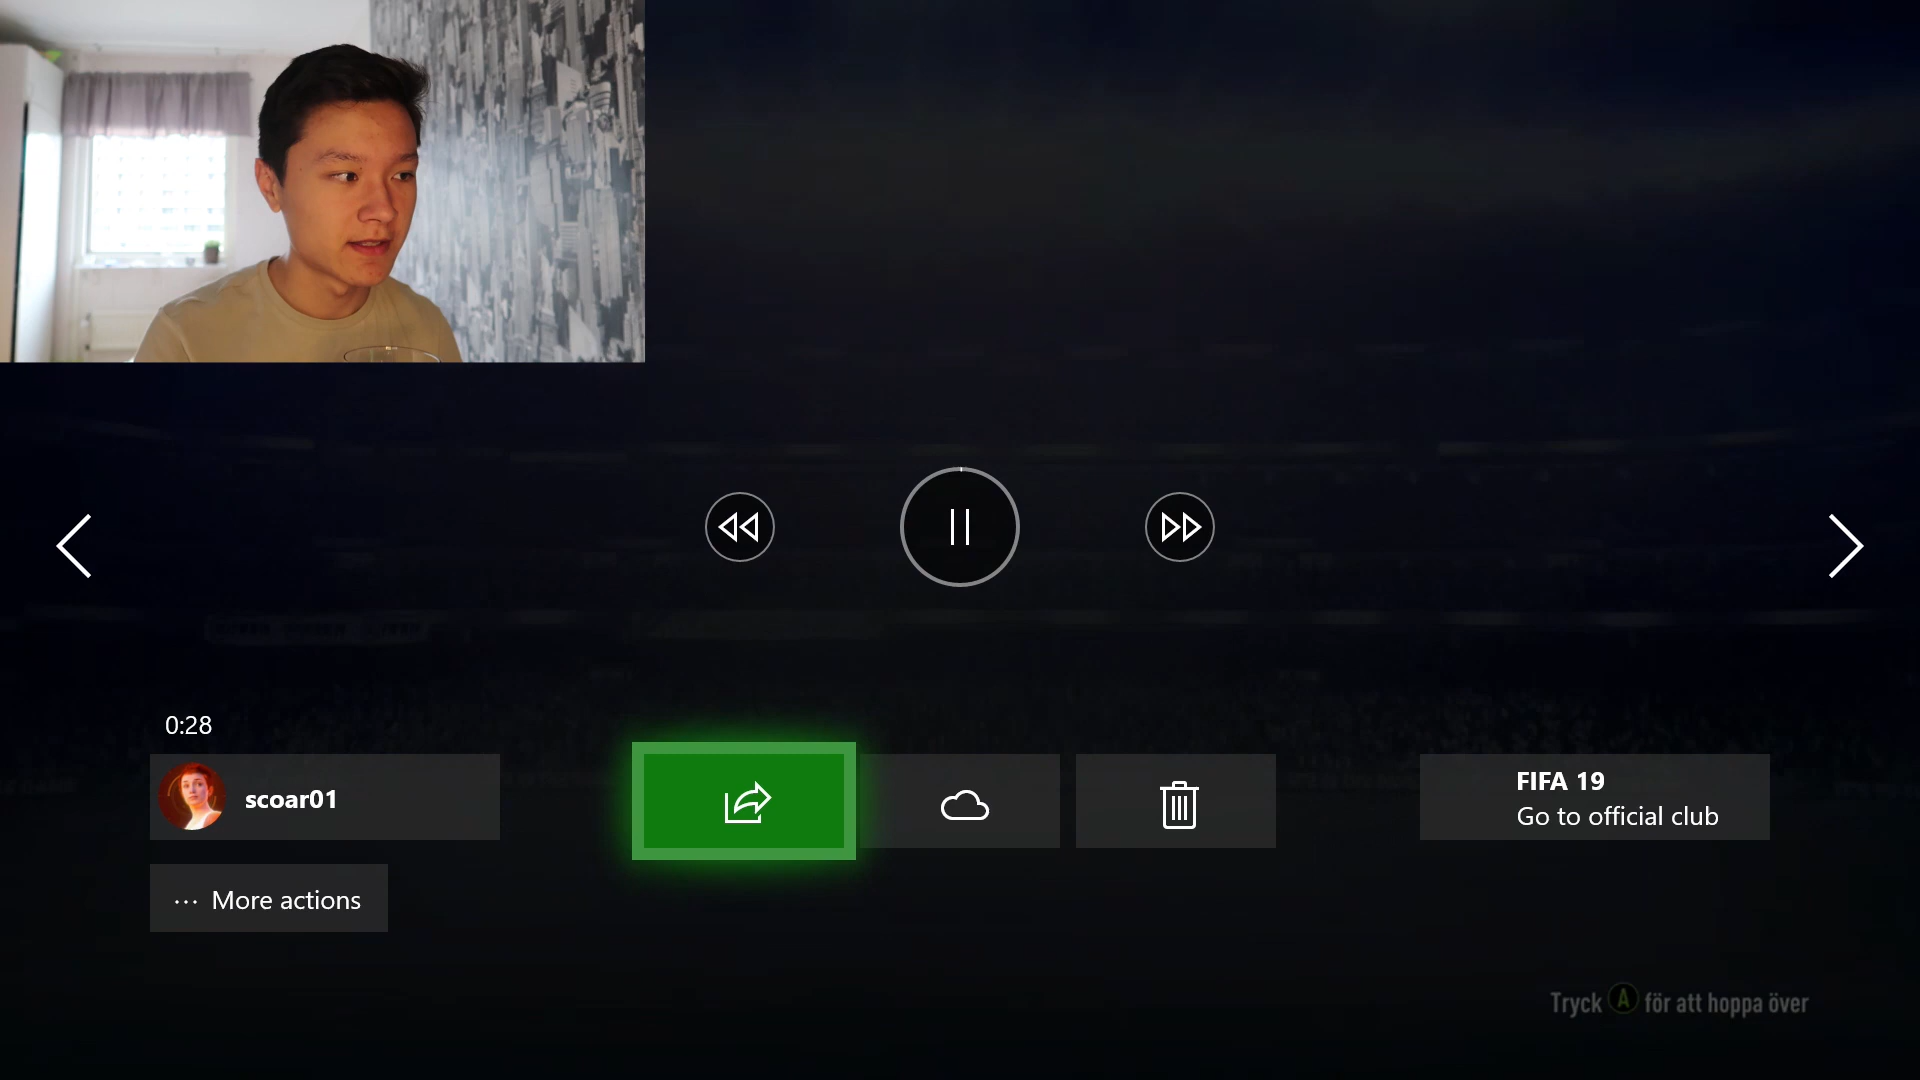 0:28
scoar01
FIFA 19
Go to official club
··· More actions
Tryck A för att hoppa över